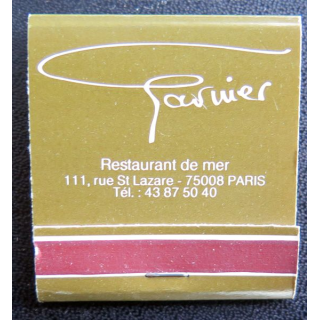 Garnier
Restaurant de mer
111, rue St Lazare - 75008 PARIS
Tél. : 43 87 50 40